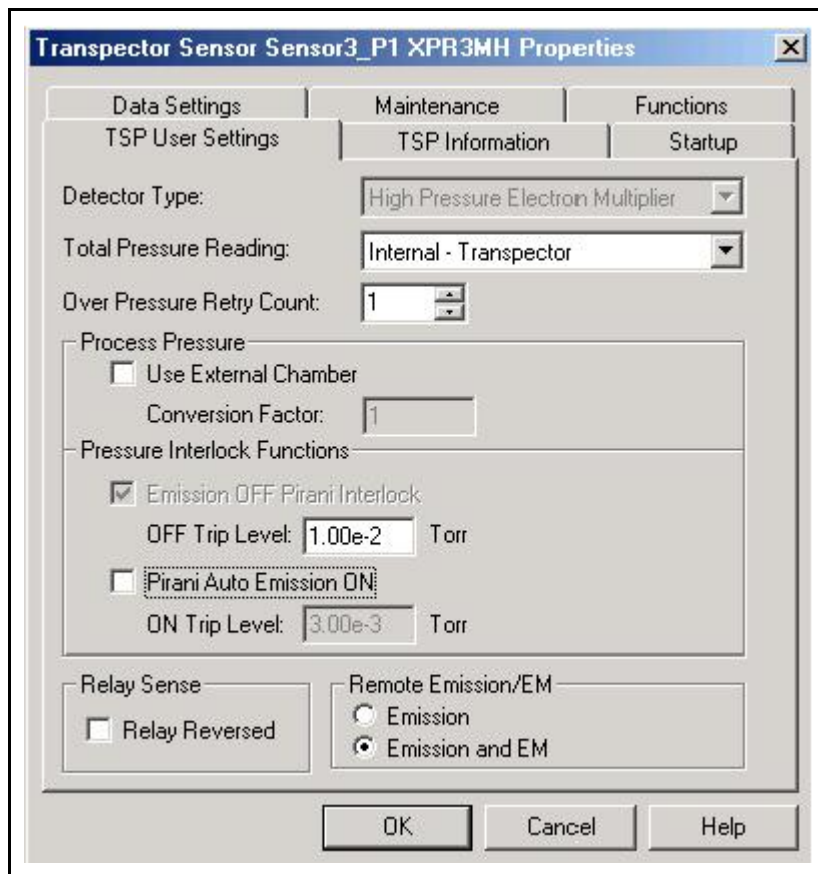 Transpector Sensor Sensor3_P1 XPR3MH Properties
Data Settings Maintenance Functions
TSP User Settings TSP Information Startup
Detector Type: High Pressure Electron Multiplier
Total Pressure Reading: Internal - Transpector
Over Pressure Retry Count: 1
Process Pressure
Use External Chamber
Conversion Factor: 1
Pressure Interlock Functions
Emission OFF Pirani Interlock
OFF Trip Level: 1.00e-2 Torr
Pirani Auto Emission ON
ON Trip Level: 3.00e-3 Torr
Relay Sense Remote Emission/EM
Relay Reversed Emission
Emission and EM
OK Cancel Help